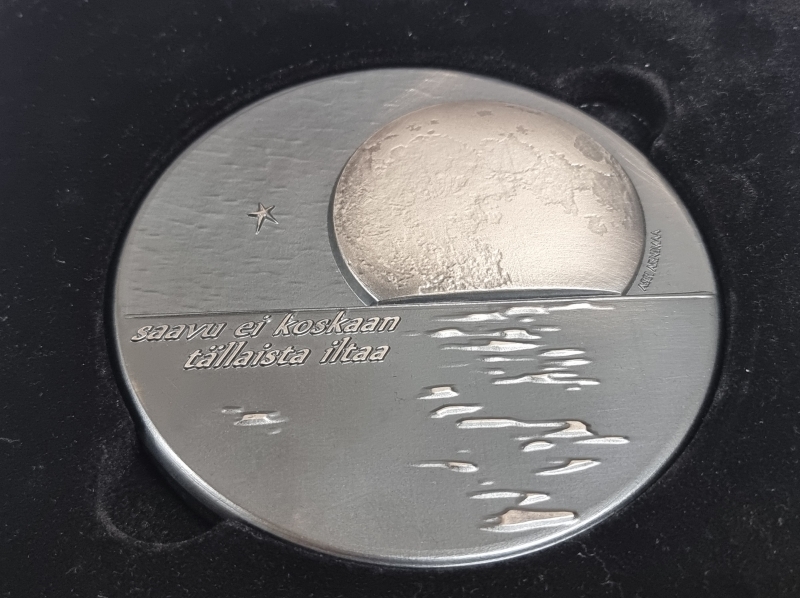 saavu ei koskaan
tällaista iltaa